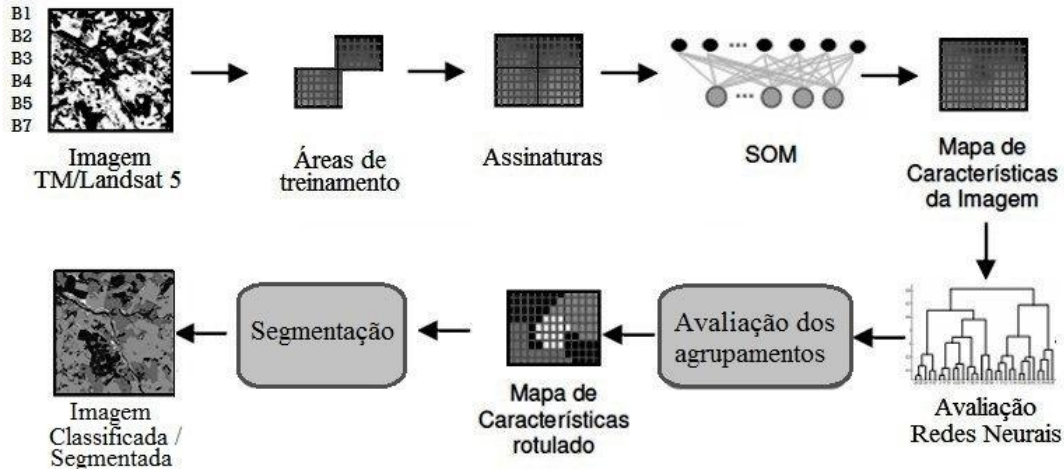 B1
B2
B3
B4
B5
B7
Imagem
TM/Landsat 5
Áreas de
treinamento
Assinaturas
SOM
Mapa de
Características
da Imagem
Avaliação
Redes Neurais
Avaliação dos
agrupamentos
Mapa de
Características
rotulado
Segmentação
Imagem
Classificada /
Segmentada